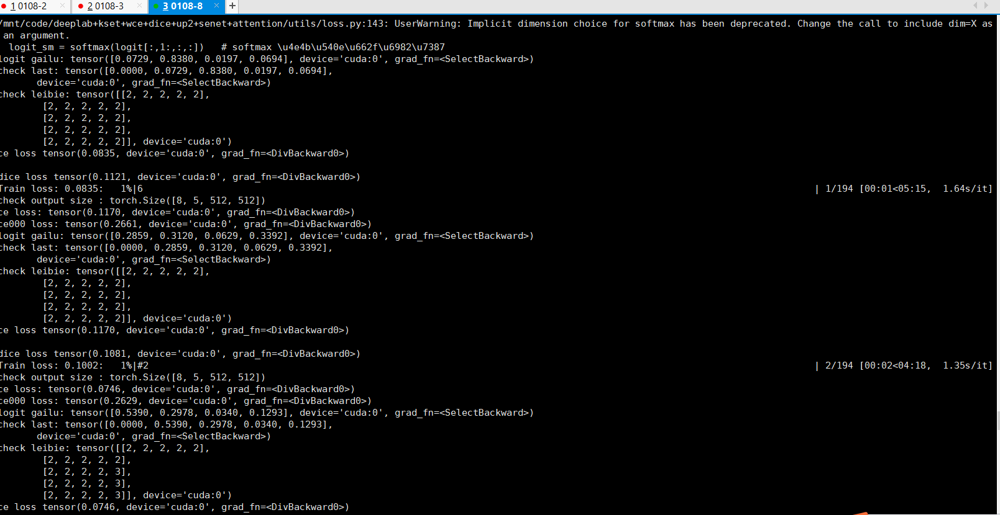 1 0108-2 × 2 0108-3 × 3 0108-8 × +
/mnt/code/deeplab+kset+wce+dice+up2+senet+attention/utils/loss.py:143: UserWarning: Implicit dimension choice for softmax has been deprecated. Change the call to include dim=X as
 an argument.
  logit_sm = softmax(logit[:,1:,:,:])   # softmax \u4e4b\u540e\u662f\u6982\u7387
logit gailu: tensor([0.0729, 0.8380, 0.0197, 0.0694], device='cuda:0', grad_fn=<SelectBackward>)
check last: tensor([0.0000, 0.0729, 0.8380, 0.0197, 0.0694],
       device='cuda:0', grad_fn=<SelectBackward>)
check leibie: tensor([[2, 2, 2, 2, 2],
        [2, 2, 2, 2, 2],
        [2, 2, 2, 2, 2],
        [2, 2, 2, 2, 2],
        [2, 2, 2, 2, 2]], device='cuda:0')
ce loss tensor(0.0835, device='cuda:0', grad_fn=<DivBackward0>)
dice loss tensor(0.1121, device='cuda:0', grad_fn=<DivBackward0>)
Train loss: 0.0835:   1%|6 | 1/194 [00:01<05:15,  1.64s/it]
check output size : torch.Size([8, 5, 512, 512])
ce loss: tensor(0.1170, device='cuda:0', grad_fn=<DivBackward0>)
ce000 loss: tensor(0.2661, device='cuda:0', grad_fn=<DivBackward0>)
logit gailu: tensor([0.2859, 0.3120, 0.0629, 0.3392], device='cuda:0', grad_fn=<SelectBackward>)
check last: tensor([0.0000, 0.2859, 0.3120, 0.0629, 0.3392],
       device='cuda:0', grad_fn=<SelectBackward>)
check leibie: tensor([[2, 2, 2, 2, 2],
        [2, 2, 2, 2, 2],
        [2, 2, 2, 2, 2],
        [2, 2, 2, 2, 2],
        [2, 2, 2, 2, 2]], device='cuda:0')
ce loss tensor(0.1170, device='cuda:0', grad_fn=<DivBackward0>)
dice loss tensor(0.1081, device='cuda:0', grad_fn=<DivBackward0>)
Train loss: 0.1002:   1%|#2 | 2/194 [00:02<04:18,  1.35s/it]
check output size : torch.Size([8, 5, 512, 512])
ce loss: tensor(0.0746, device='cuda:0', grad_fn=<DivBackward0>)
ce000 loss: tensor(0.2629, device='cuda:0', grad_fn=<DivBackward0>)
logit gailu: tensor([0.5390, 0.2978, 0.0340, 0.1293], device='cuda:0', grad_fn=<SelectBackward>)
check last: tensor([0.0000, 0.5390, 0.2978, 0.0340, 0.1293],
       device='cuda:0', grad_fn=<SelectBackward>)
check leibie: tensor([[2, 2, 2, 2, 2],
        [2, 2, 2, 2, 2],
        [2, 2, 2, 2, 3],
        [2, 2, 2, 2, 3],
        [2, 2, 2, 2, 3]], device='cuda:0')
ce loss tensor(0.0746, device='cuda:0', grad_fn=<DivBackward0>)